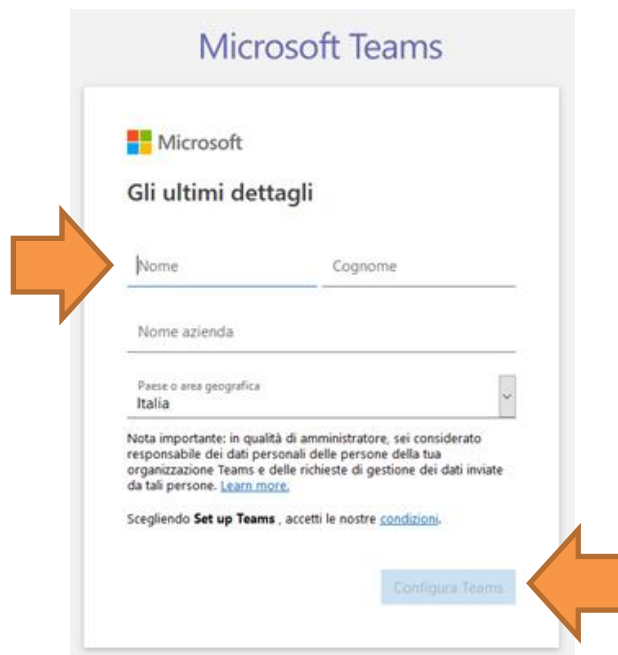 Microsoft Teams
Microsoft
Gli ultimi dettagli
Nome Cognome
Nome azienda
Paese o area geografica
Italia
Nota importante: in qualità di amministratore, sei considerato
responsabile dei dati personali delle persone della tua
organizzazione Teams e delle richieste di gestione dei dati inviate
da tali persone. Learn more.
Scegliendo Set up Teams , accetti le nostre condizioni.
Configura Teams